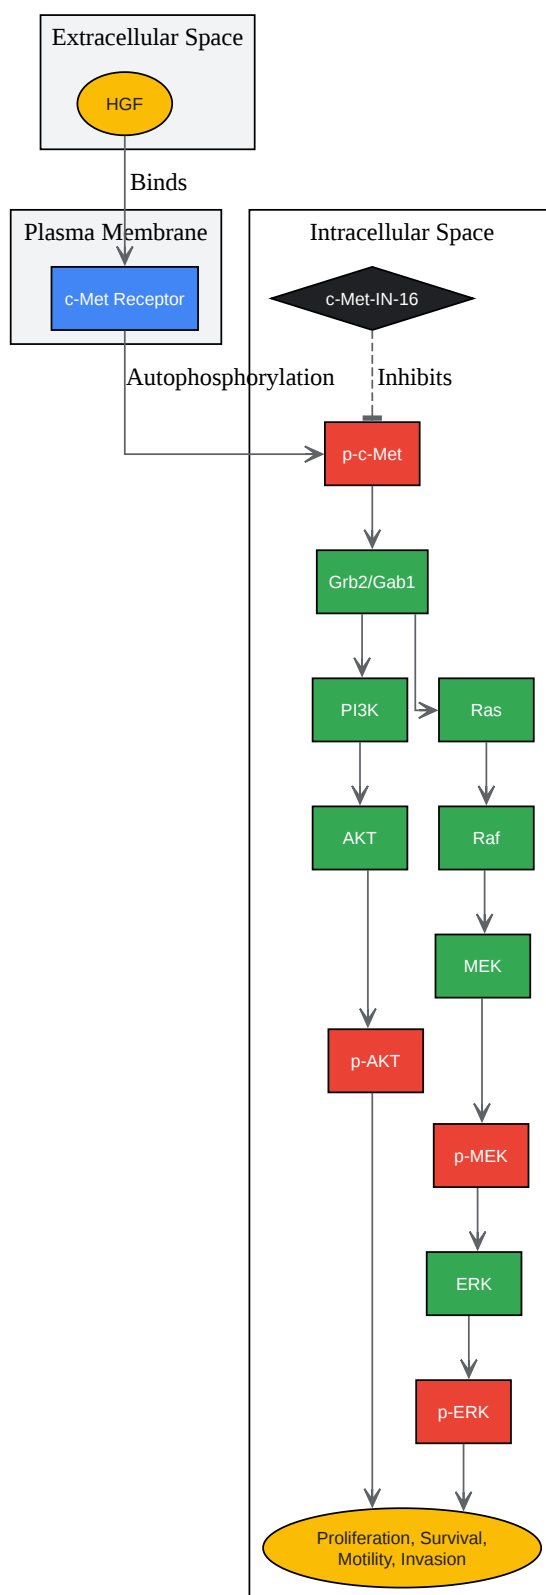 Extracellular Space
HGF
Binds
Plasma Membrane
c-Met Receptor
Intracellular Space
c-Met-IN-16
Autophosphorylation
Inhibits
p-c-Met
Grb2/Gab1
PI3K
Ras
AKT
Raf
MEK
p-AKT
p-MEK
ERK
p-ERK
Proliferation, Survival,
Motility, Invasion